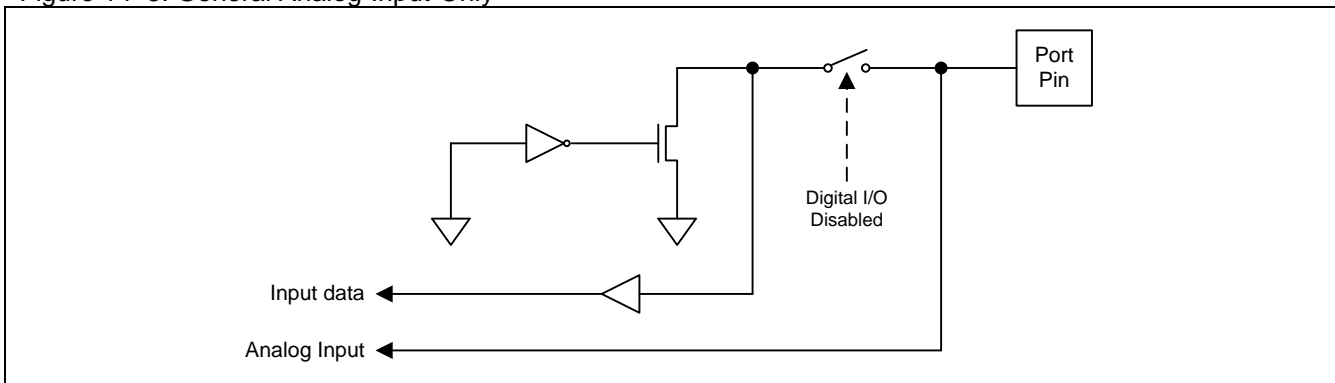 Port
Pin
Digital I/O
Disabled
Input data
Analog Input